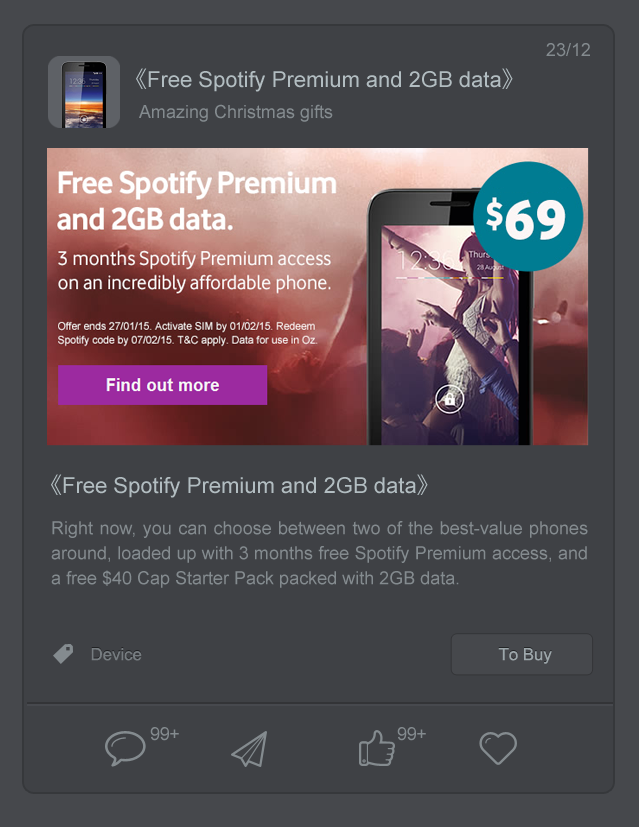 23/12
《Free Spotify Premium and 2GB data》
Amazing Christmas gifts
Free Spotify Premium
and 2GB data.
3 months Spotify Premium access
on an incredibly affordable phone.
Offer ends 27/01/15. Activate SIM by 01/02/15. Redeem
Spotify code by 07/02/15. T&C apply. Data for use in Oz.
Find out more
$69
12:36
Thurs
28 August
《Free Spotify Premium and 2GB data》
Right now, you can choose between two of the best-value phones
around, loaded up with 3 months free Spotify Premium access, and
a free $40 Cap Starter Pack packed with 2GB data.
Device
To Buy
99+
99+